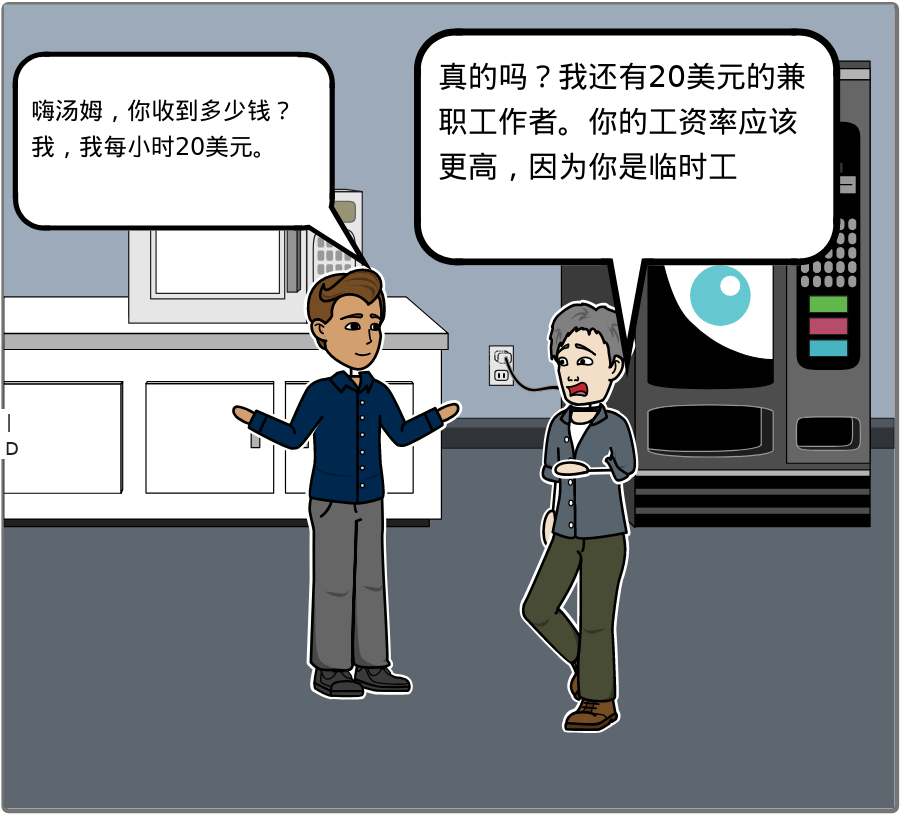 嗨汤姆，你收到多少钱？
我，我每小时20美元。
真的吗？我还有20美元的兼
职工作者。你的工资率应该
更高，因为你是临时工
I
D